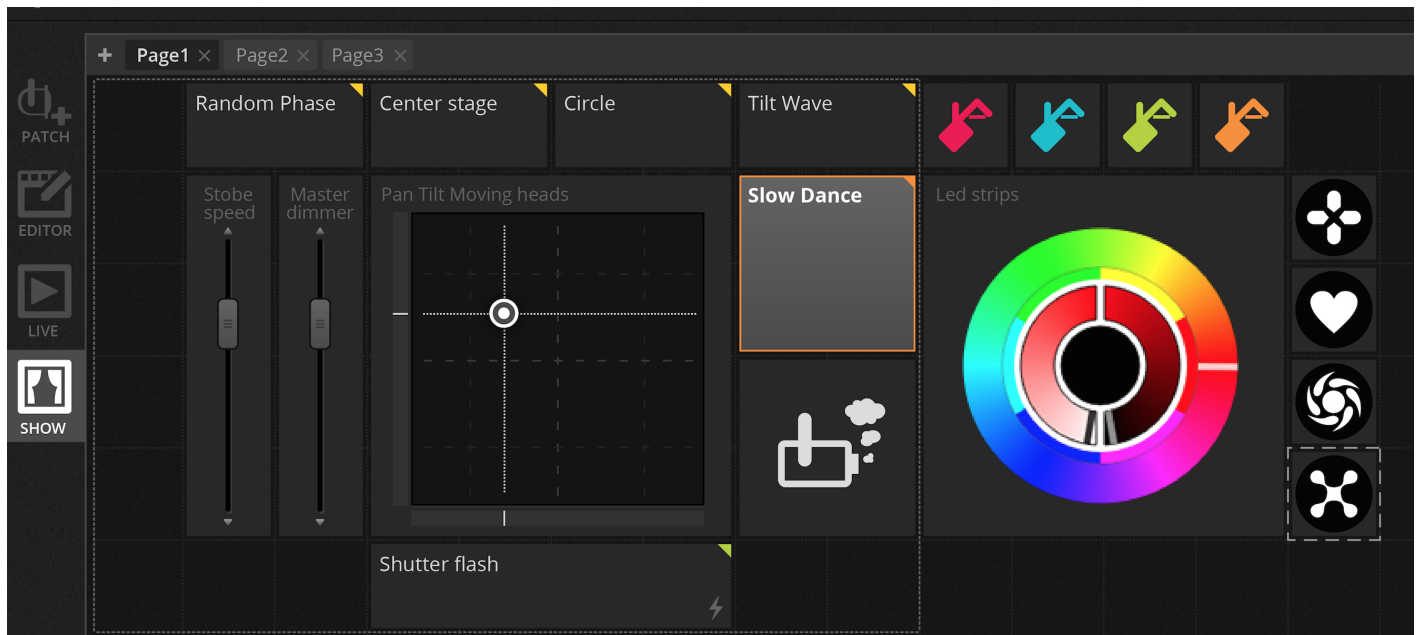 Page1 Page2 Page3
PATCH
EDITOR
LIVE
SHOW
Random Phase
Center stage
Circle
Tilt Wave
Stobe
speed
Master
dimmer
Pan Tilt Moving heads
Slow Dance
Led strips
Shutter flash